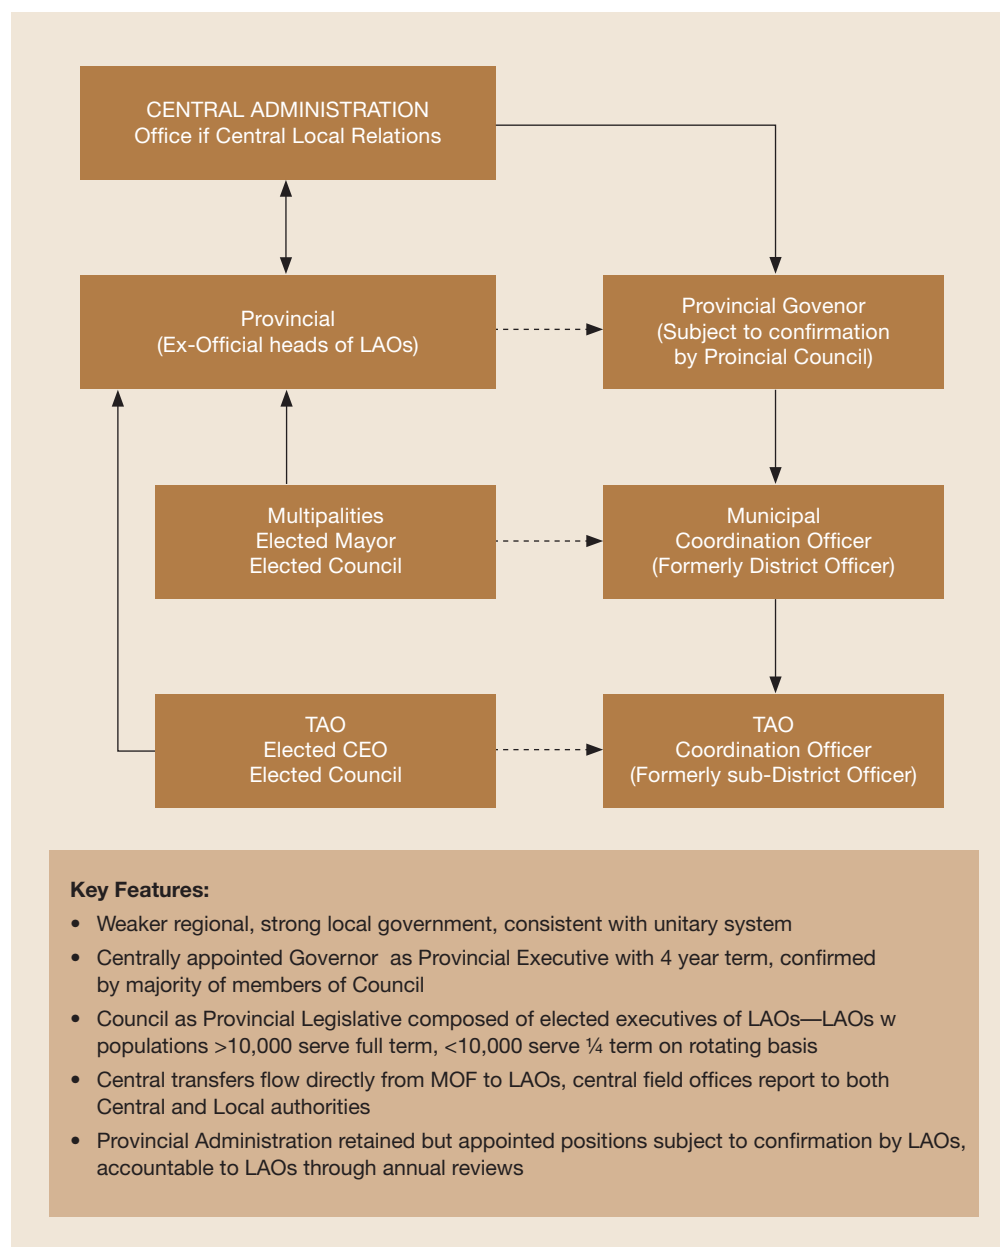 CENTRAL ADMINISTRATION
Office if Central Local Relations
Provincial
(Ex-Official heads of LAOs)
Provincial Govenor
(Subject to confirmation
by Proincial Council)
Multipalities
Elected Mayor
Elected Council
Municipal
Coordination Officer
(Formerly District Officer)
TAO
Elected CEO
Elected Council
TAO
Coordination Officer
(Formerly sub-District Officer)
Key Features:
• Weaker regional, strong local government, consistent with unitary system
• Centrally appointed Governor as Provincial Executive with 4 year term, confirmed
by majority of members of Council
• Council as Provincial Legislative composed of elected executives of LAOs—LAOs w
populations >10,000 serve full term, <10,000 serve ¼ term on rotating basis
• Central transfers flow directly from MOF to LAOs, central field offices report to both
Central and Local authorities
• Provincial Administration retained but appointed positions subject to confirmation by LAOs,
accountable to LAOs through annual reviews